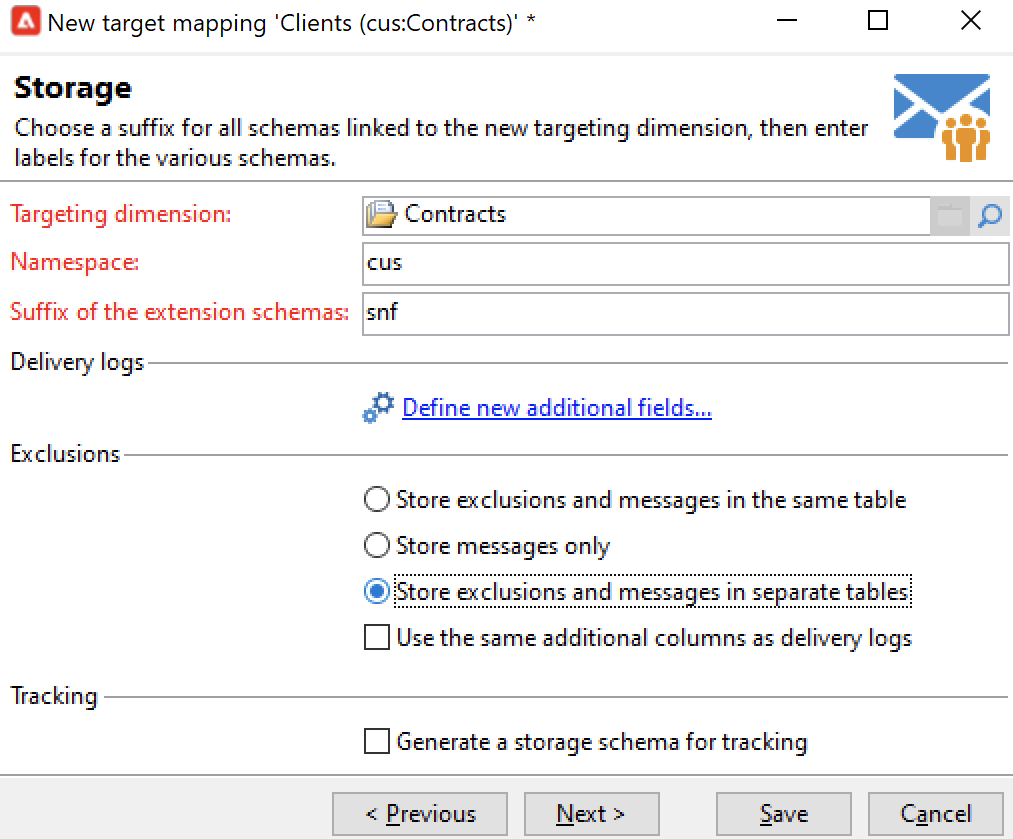 New target mapping 'Clients (cus:Contracts)' *
Storage
Choose a suffix for all schemas linked to the new targeting dimension, then enter
labels for the various schemas.
Targeting dimension: Contracts
Namespace: cus
Suffix of the extension schemas: snf
Delivery logs
Define new additional fields...
Exclusions
Store exclusions and messages in the same table
Store messages only
Store exclusions and messages in separate tables
Use the same additional columns as delivery logs
Tracking
Generate a storage schema for tracking
< Previous Next > Save Cancel